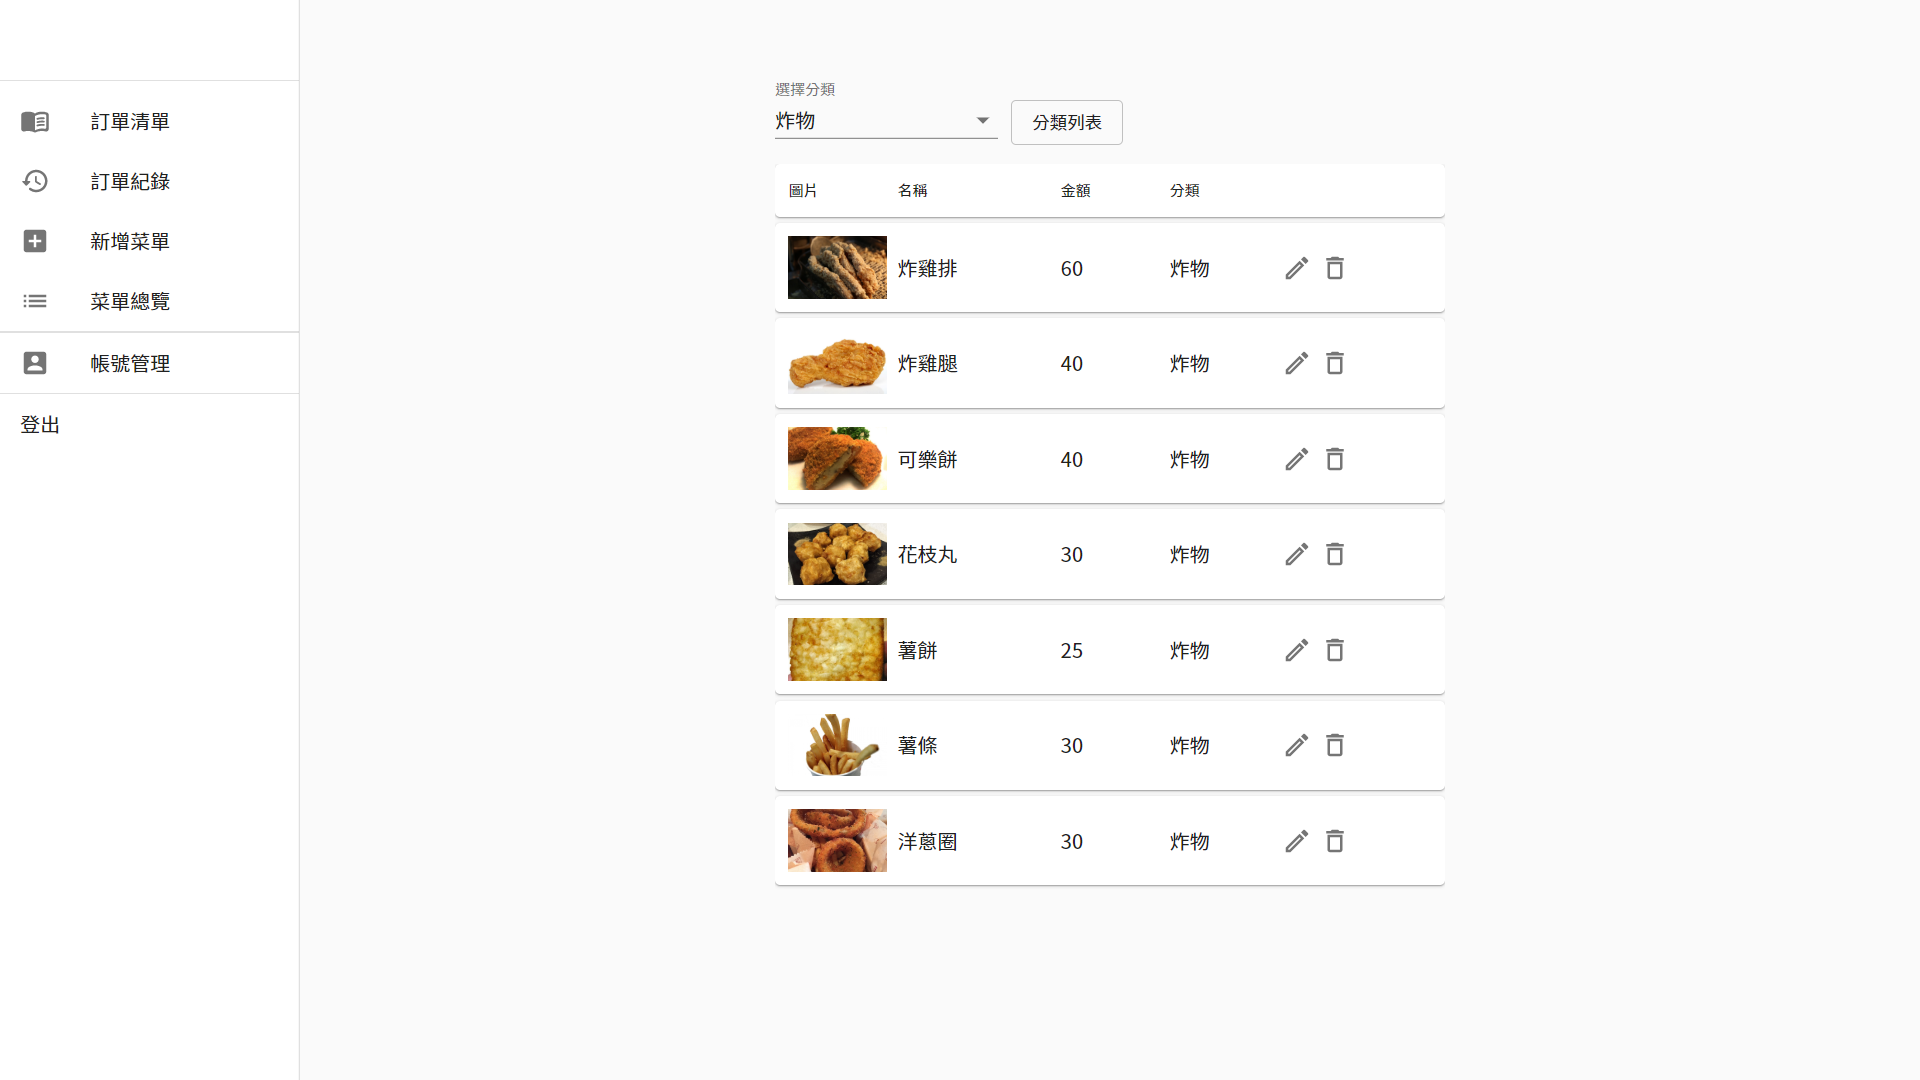 訂單清單
訂單紀錄
新增菜單
菜單總覽
帳號管理
登出
選擇分類
炸物
分類列表
圖片 名稱 金額 分類
炸雞排 60 炸物
炸雞腿 40 炸物
可樂餅 40 炸物
花枝丸 30 炸物
薯餅 25 炸物
薯條 30 炸物
洋蔥圈 30 炸物